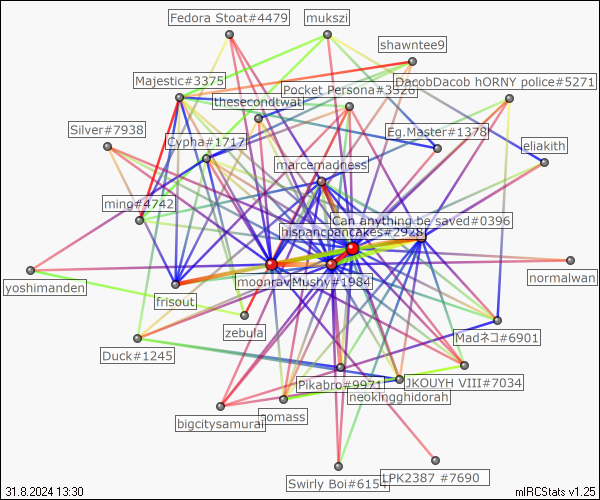 Fedora Stoat#4479
mukszi
shawntee9
Majestic#3375
DacobDacob hORNY police#5271
Pocket Persona#3526
thesecondtwat
Silver#7938
Eg.Master#1378
Cypha#1717
eliakith
marcemadness
ming#4742
Can anything be saved#0396
hispancpancakes#2928
moonrav
Mushy#1984
normalwan
yoshimanden
frisout
zebula
Madネコ#6901
Duck#1245
JKOUYH VIII#7034
Pikabro#9971
neokingghidorah
bigcitysamurai
nomass
Swirly Boi#6154
LPK2387 #7690
31.8.2024 13:30
mIRCStats v1.25